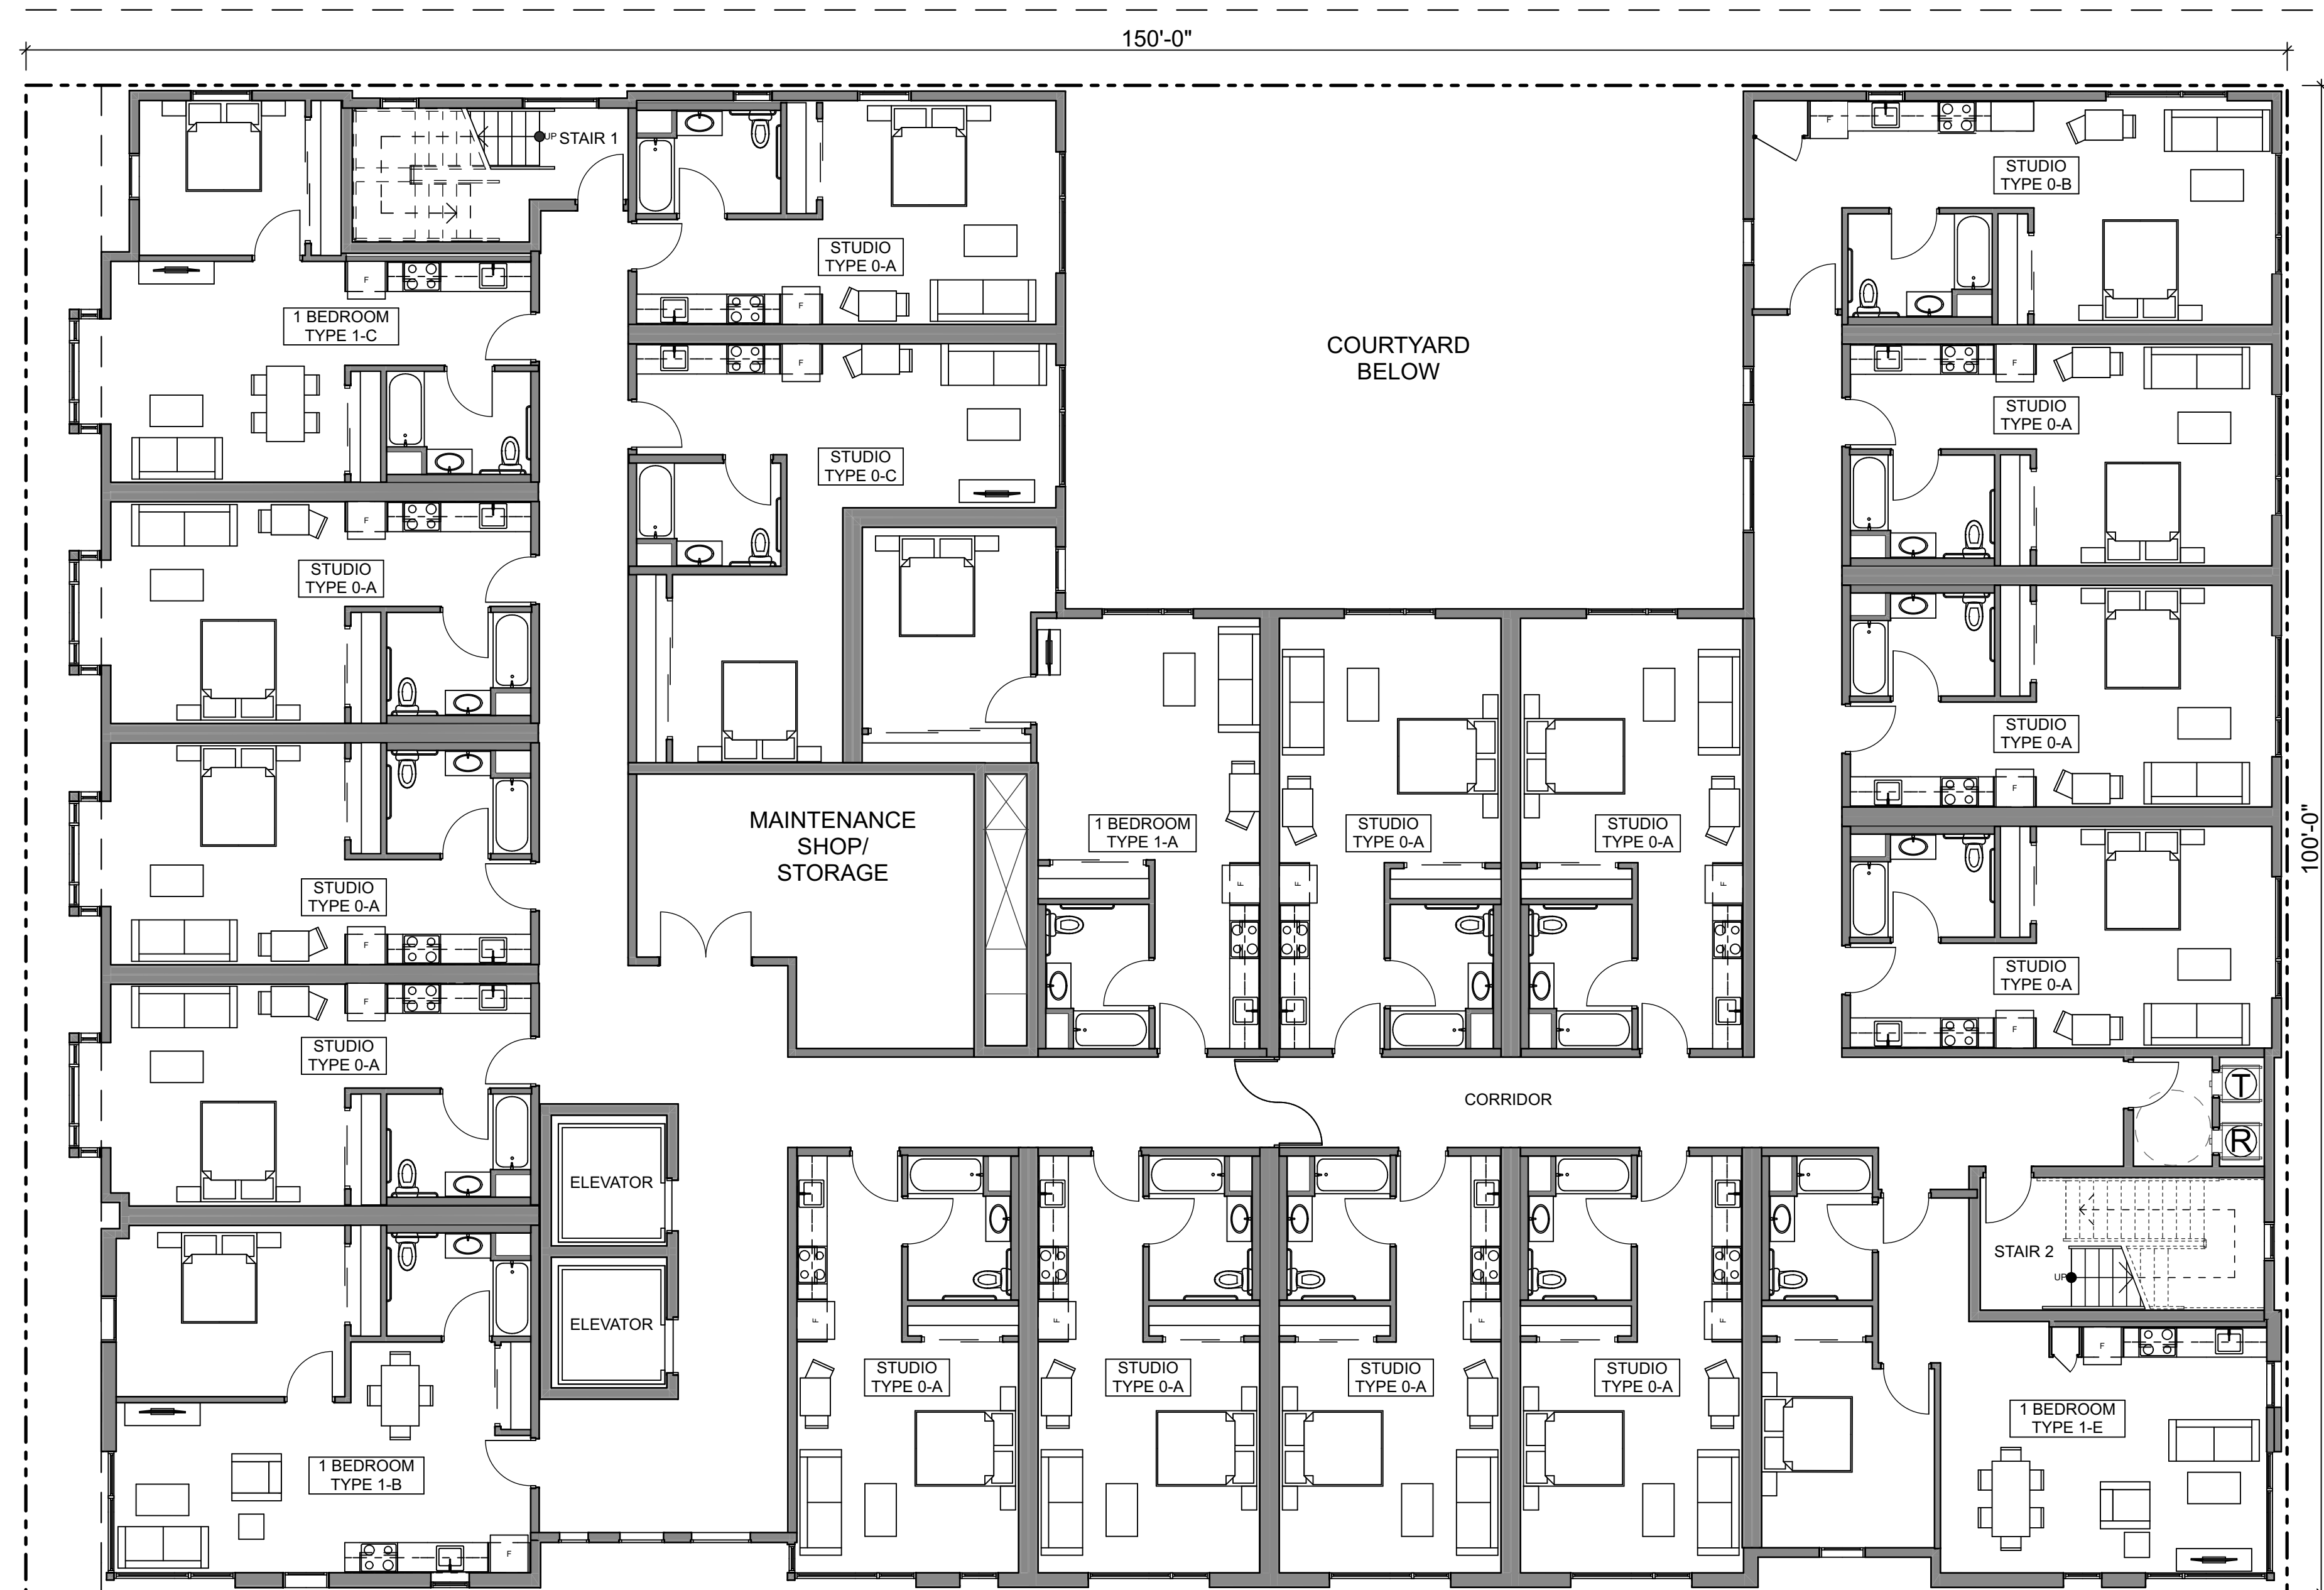 150'-0"
UP
STAIR 1
F
STUDIO
TYPE 0-B
STUDIO
TYPE 0-A
F
F
1 BEDROOM
TYPE 1-C
F
COURTYARD
BELOW
F
F
STUDIO
TYPE 0-A
STUDIO
TYPE 0-C
F
STUDIO
TYPE 0-A
STUDIO
TYPE 0-A
F
MAINTENANCE
SHOP/
STORAGE
1 BEDROOM
TYPE 1-A
STUDIO
TYPE 0-A
STUDIO
TYPE 0-A
100'-0"
STUDIO
TYPE 0-A
F
F
F
F
STUDIO
TYPE 0-A
F
F
STUDIO
TYPE 0-A
CORRIDOR
T
R
ELEVATOR
STAIR 2
UP
ELEVATOR
F
F
F
F
F
STUDIO
TYPE 0-A
STUDIO
TYPE 0-A
STUDIO
TYPE 0-A
STUDIO
TYPE 0-A
1 BEDROOM
TYPE 1-E
1 BEDROOM
TYPE 1-B
F